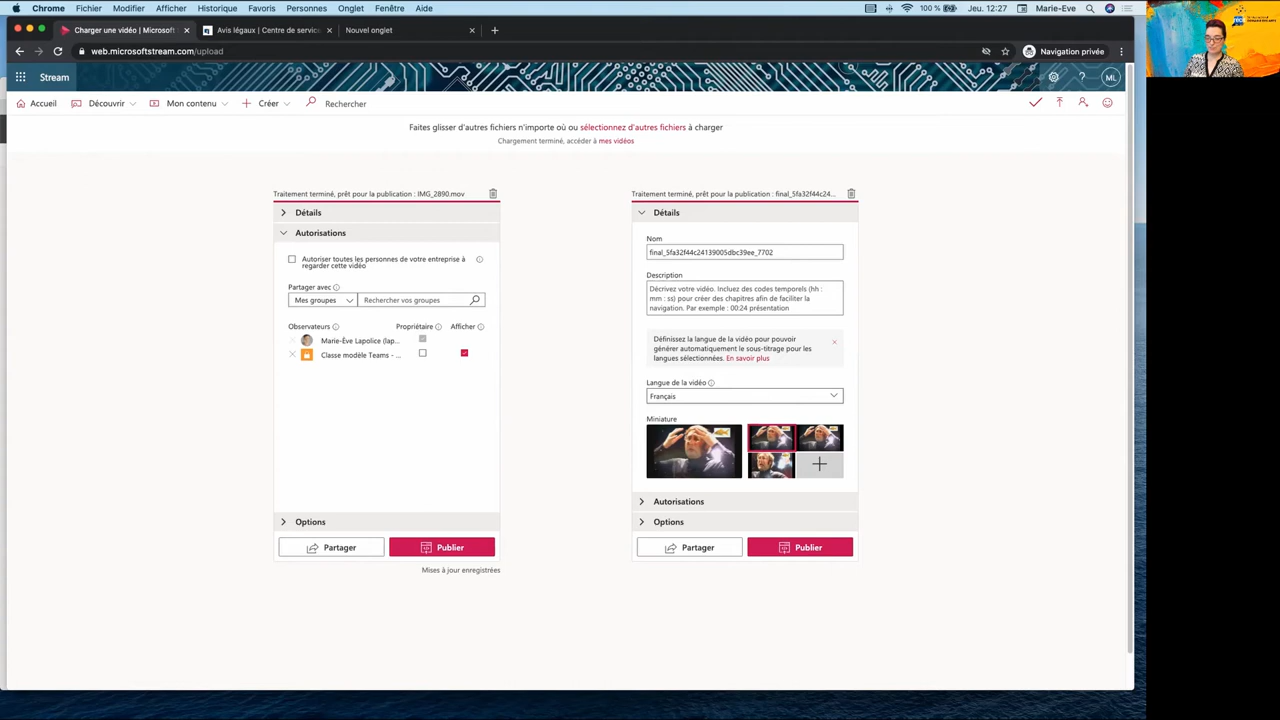 Chrome Fichier Modifier Afficher Historique Favoris Personnes Onglet Fenêtre Aide 100 % Jeu. 12:27 Marie-Eve
Charger une vidéo | Microsoft Avis légaux | Centre de servic Nouvel onglet
web.microsoftstream.com/upload Navigation privée
Stream ML
Accueil Découvrir Mon contenu Créer Rechercher
Faites glisser d'autres fichiers n'importe où ou sélectionnez d'autres fichiers à charger
Chargement terminé, accéder à mes vidéos
Traitement terminé, prêt pour la publication : IMG_2890.mov
Détails
Autorisations
Autoriser toutes les personnes de votre entreprise à
regarder cette vidéo
Partager avec
Mes groupes Rechercher vos groupes
Observateurs Propriétaire Afficher
Marie-Ève Lapolice (lap...
Classe modèle Teams - ...
Options
Partager Publier
Mises à jour enregistrées
Traitement terminé, prêt pour la publication : final_5fa32f44c24...
Détails
Nom
final_5fa32f44c24139005dbc39ee_7702
Description
Décrivez votre vidéo. Incluez des codes temporels (hh :
mm : ss) pour créer des chapitres afin de faciliter la
navigation. Par exemple : 00:24 présentation
Définissez la langue de la vidéo pour pouvoir
générer automatiquement le sous-titrage pour les
langues sélectionnées. En savoir plus
Langue de la vidéo
Français
Miniature
Autorisations
Options
Partager Publier